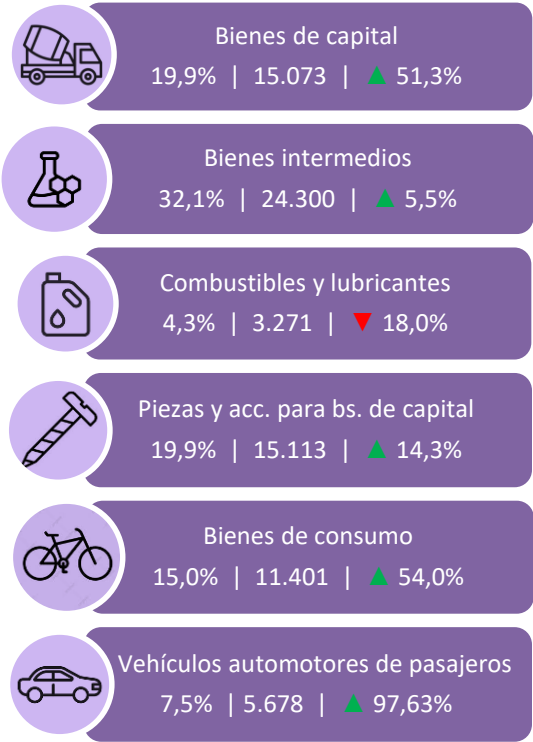 Bienes de capital
19,9% | 15.073 | ▲ 51,3%
Bienes intermedios
32,1% | 24.300 | ▲ 5,5%
Combustibles y lubricantes
4,3% | 3.271 | ▼ 18,0%
Piezas y acc. para bs. de capital
19,9% | 15.113 | ▲ 14,3%
Bienes de consumo
15,0% | 11.401 | ▲ 54,0%
Vehículos automotores de pasajeros
7,5% | 5.678 | ▲ 97,63%